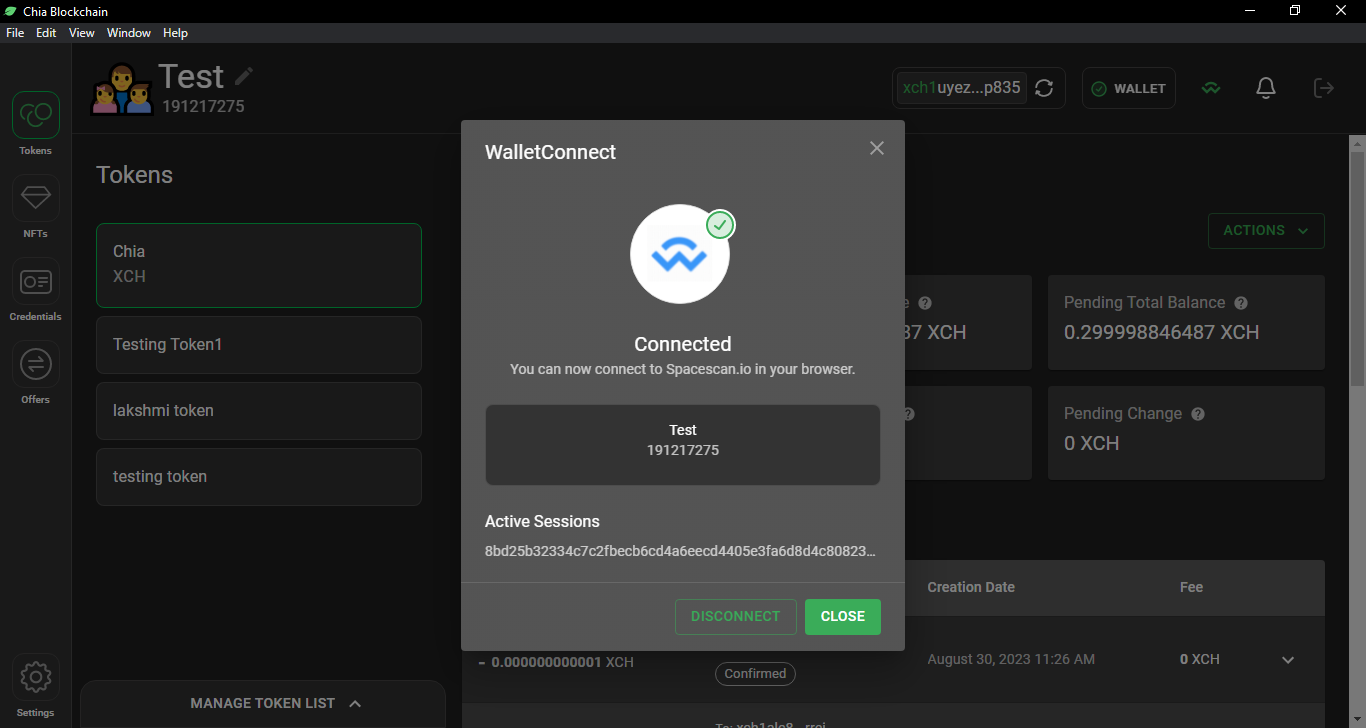 Chia Blockchain
File Edit View Window Help
Test
191217275
xch1uyez...p835
WALLET
Tokens
NFTs
Credentials
Offers
Settings
Tokens
Chia
XCH
Testing Token1
lakshmi token
testing token
MANAGE TOKEN LIST
ACTIONS
37 XCH
Pending Total Balance
0.299998846487 XCH
Pending Change
0 XCH
WalletConnect
Connected
You can now connect to Spacescan.io in your browser.
Test
191217275
Active Sessions
8bd25b32334c7c2fbecb6cd4a6eecd4405e3fa6d8d4c80823...
DISCONNECT CLOSE
Creation Date Fee
- 0.000000000001 XCH
Confirmed
August 30, 2023 11:26 AM
0 XCH